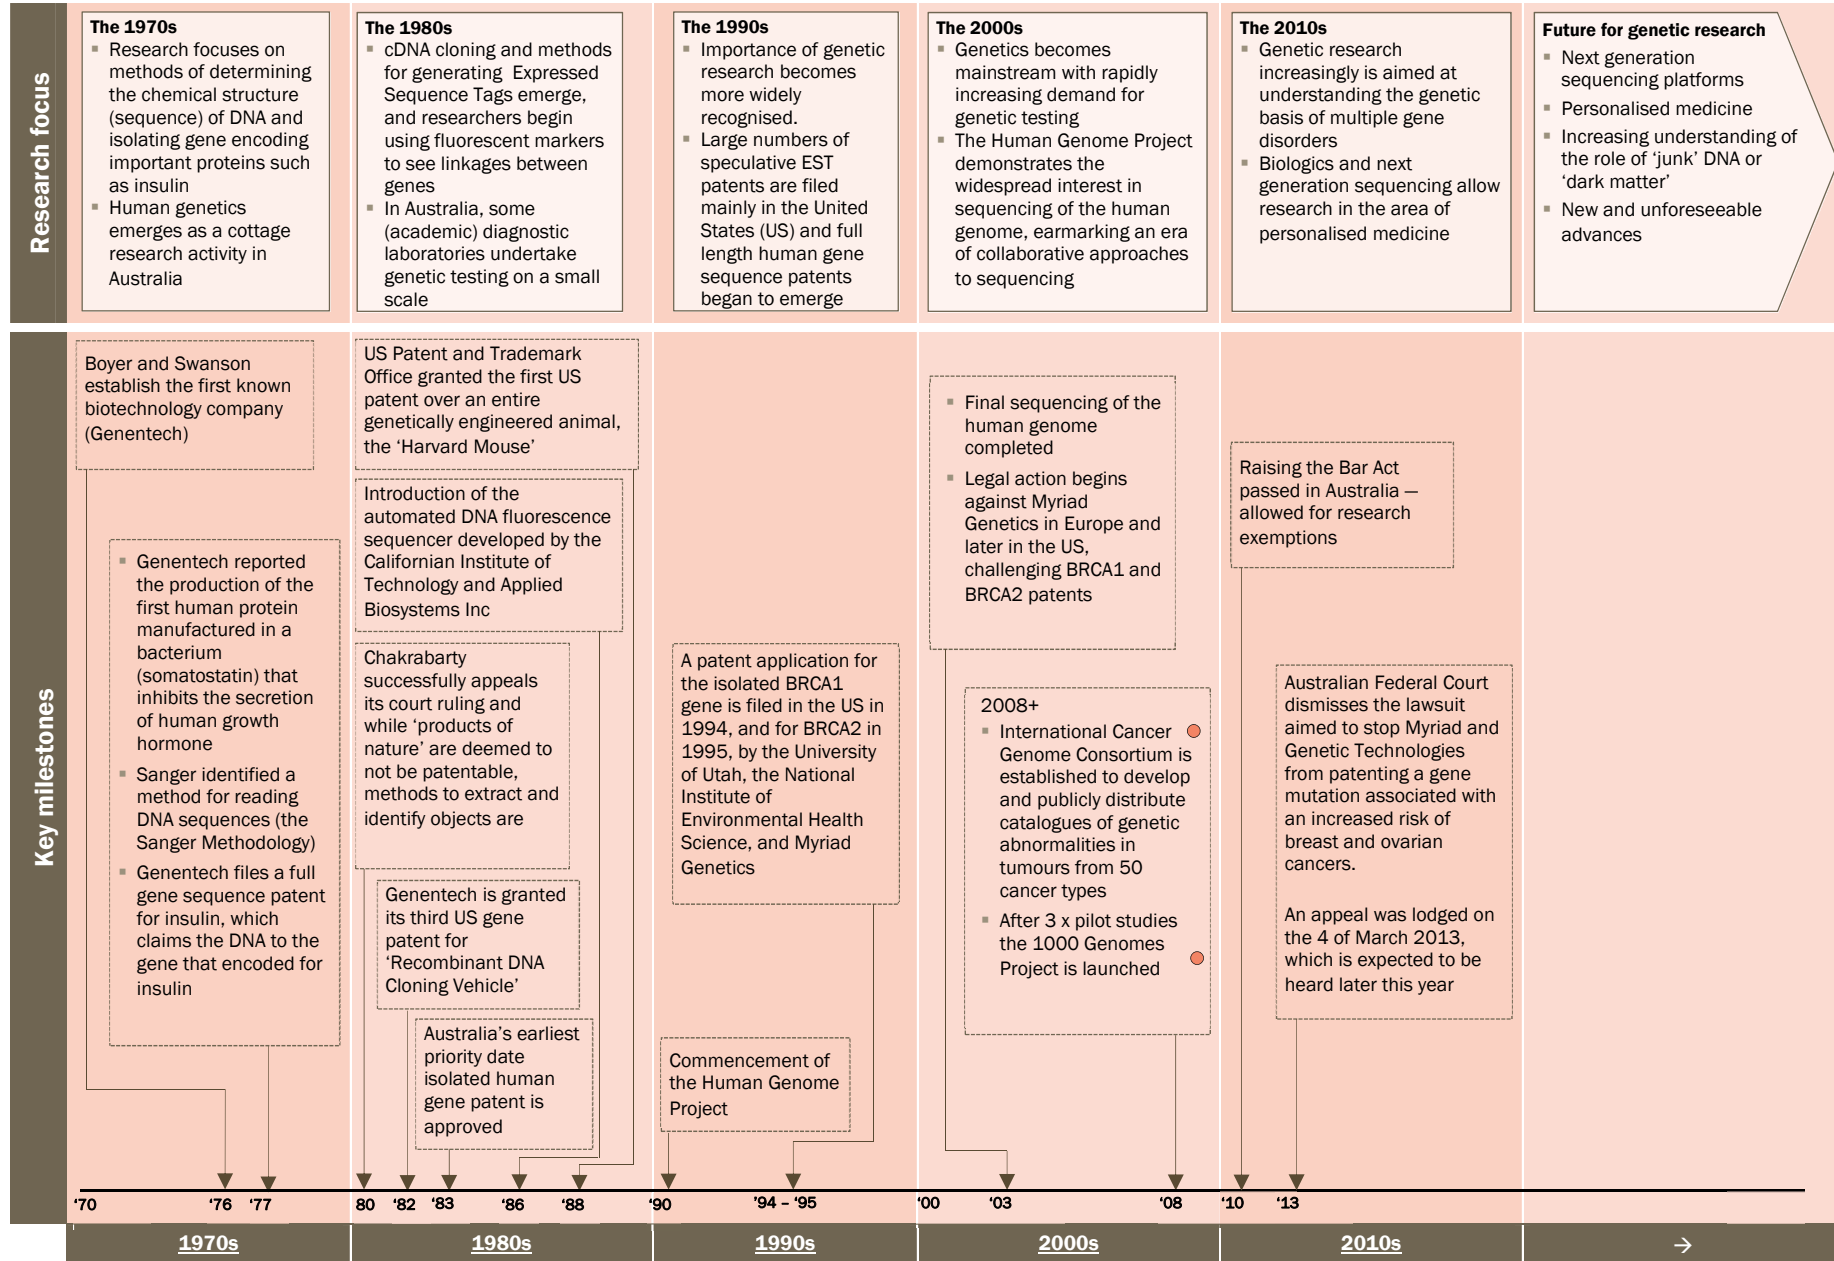 Research focus
The 1970s
▪ Research focuses on
methods of determining
the chemical structure
(sequence) of DNA and
isolating gene encoding
important proteins such
as insulin
▪ Human genetics
emerges as a cottage
research activity in
Australia
The 1980s
▪ cDNA cloning and methods
for generating Expressed
Sequence Tags emerge,
and researchers begin
using fluorescent markers
to see linkages between
genes
▪ In Australia, some
(academic) diagnostic
laboratories undertake
genetic testing on a small
scale
The 1990s
▪ Importance of genetic
research becomes
more widely
recognised.
▪ Large numbers of
speculative EST
patents are filed
mainly in the United
States (US) and full
length human gene
sequence patents
began to emerge
The 2000s
▪ Genetics becomes
mainstream with rapidly
increasing demand for
genetic testing
▪ The Human Genome Project
demonstrates the
widespread interest in
sequencing of the human
genome, earmarking an era
of collaborative approaches
to sequencing
The 2010s
▪ Genetic research
increasingly is aimed at
understanding the genetic
basis of multiple gene
disorders
▪ Biologics and next
generation sequencing allow
research in the area of
personalised medicine
Future for genetic research
▪ Next generation
sequencing platforms
▪ Personalised medicine
▪ Increasing understanding of
the role of ‘junk’ DNA or
‘dark matter’
▪ New and unforeseeable
advances
Key milestones
Boyer and Swanson
establish the first known
biotechnology company
(Genentech)
▪ Genentech reported
the production of the
first human protein
manufactured in a
bacterium
(somatostatin) that
inhibits the secretion
of human growth
hormone
▪ Sanger identified a
method for reading
DNA sequences (the
Sanger Methodology)
▪ Genentech files a full
gene sequence patent
for insulin, which
claims the DNA to the
gene that encoded for
insulin
US Patent and Trademark
Office granted the first US
patent over an entire
genetically engineered animal,
the ‘Harvard Mouse’
Introduction of the
automated DNA fluorescence
sequencer developed by the
Californian Institute of
Technology and Applied
Biosystems Inc
Chakrabarty
successfully appeals
its court ruling and
while ‘products of
nature’ are deemed to
not be patentable,
methods to extract and
identify objects are
Genentech is granted
its third US gene
patent for
‘Recombinant DNA
Cloning Vehicle’
Australia’s earliest
priority date
isolated human
gene patent is
approved
A patent application for
the isolated BRCA1
gene is filed in the US in
1994, and for BRCA2 in
1995, by the University
of Utah, the National
Institute of
Environmental Health
Science, and Myriad
Genetics
Commencement of
the Human Genome
Project
▪ Final sequencing of the
human genome
completed
▪ Legal action begins
against Myriad
Genetics in Europe and
later in the US,
challenging BRCA1 and
BRCA2 patents
2008+
▪ International Cancer
Genome Consortium is
established to develop
and publicly distribute
catalogues of genetic
abnormalities in
tumours from 50
cancer types
▪ After 3 x pilot studies
the 1000 Genomes
Project is launched
Raising the Bar Act
passed in Australia —
allowed for research
exemptions
Australian Federal Court
dismisses the lawsuit
aimed to stop Myriad and
Genetic Technologies
from patenting a gene
mutation associated with
an increased risk of
breast and ovarian
cancers.
An appeal was lodged on
the 4 of March 2013,
which is expected to be
heard later this year
‘70 ‘76 ‘77 80 ‘82 ‘83 ‘86 ‘88 ‘90 ’94 – ‘95 ‘00 ‘03 ‘08 ‘10 ‘13
1970s 1980s 1990s 2000s 2010s →